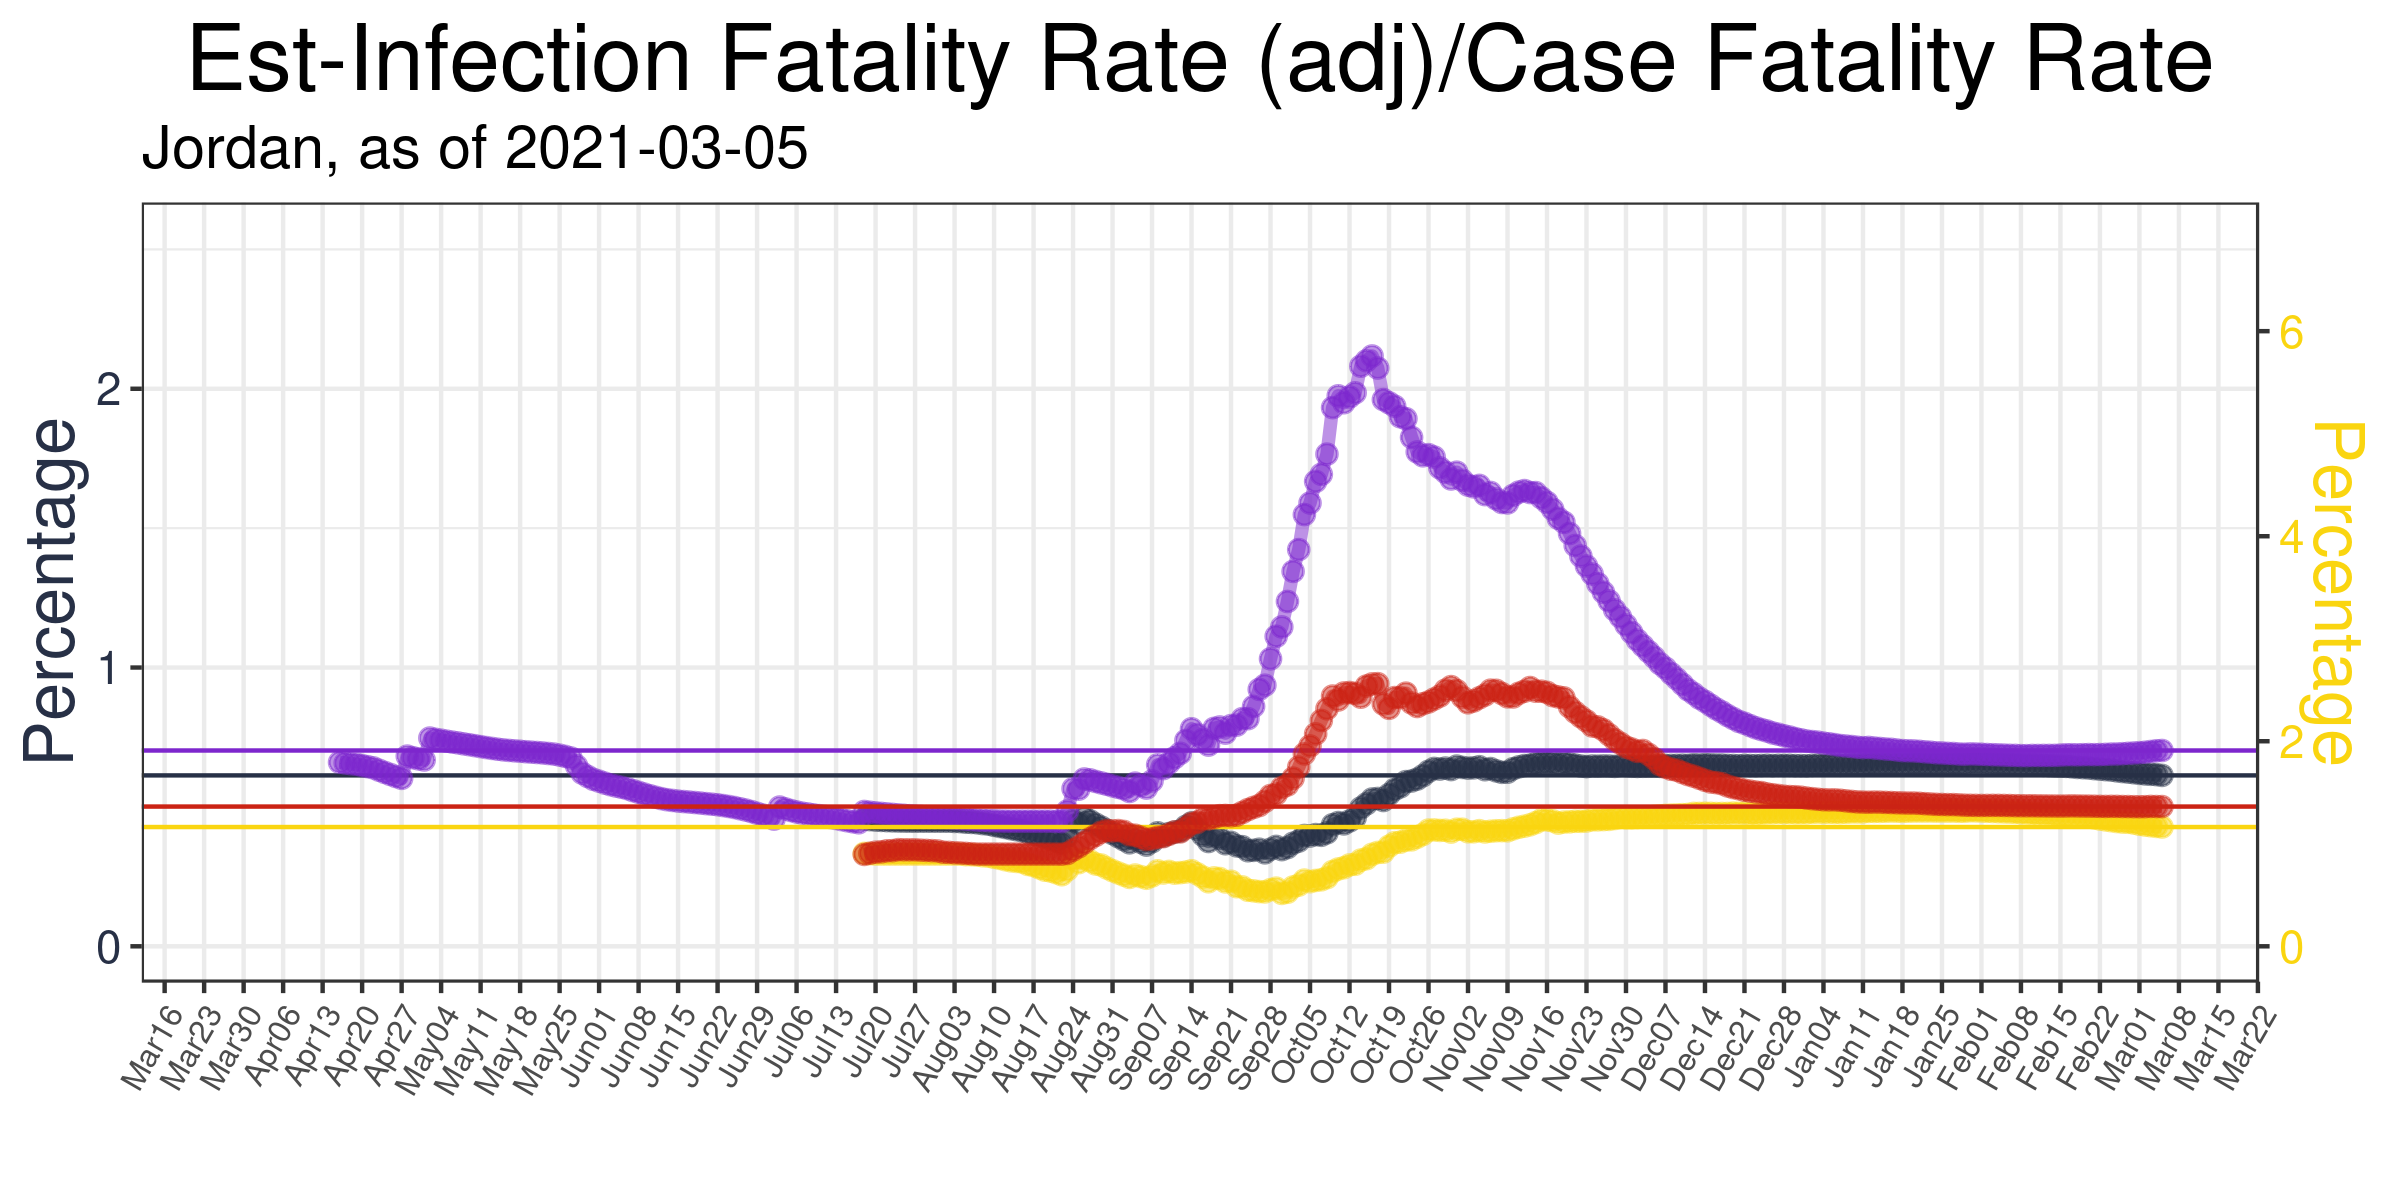 Est-Infection Fatality Rate (adj)/Case Fatality Rate
Jordan, as of 2021-03-05
Percentage
2
1
0
6
4
2
0
Percentage
Mar16
Mar23
Mar30
Apr06
Apr13
Apr20
Apr27
May04
May11
May18
May25
Jun01
Jun08
Jun15
Jun22
Jun29
Jul06
Jul13
Jul20
Jul27
Aug03
Aug10
Aug17
Aug24
Aug31
Sep07
Sep14
Sep21
Sep28
Oct05
Oct12
Oct19
Oct26
Nov02
Nov09
Nov16
Nov23
Nov30
Dec07
Dec14
Dec21
Dec28
Jan04
Jan11
Jan18
Jan25
Feb01
Feb08
Feb15
Feb22
Mar01
Mar08
Mar15
Mar22